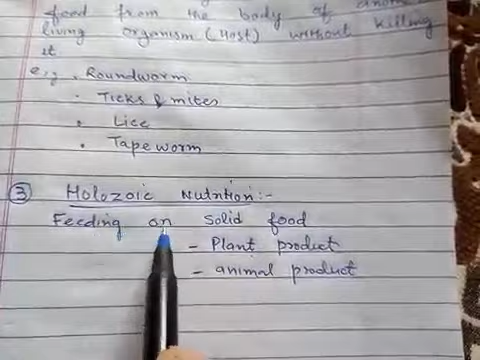 food from the body of
living organism (Host) without killing
it
e.g. Roundworm
· Ticks & mites
· Lice
· Tapeworm
③ Holozoic Nutrition:-
Feeding on Solid food
- Plant product
- animal product